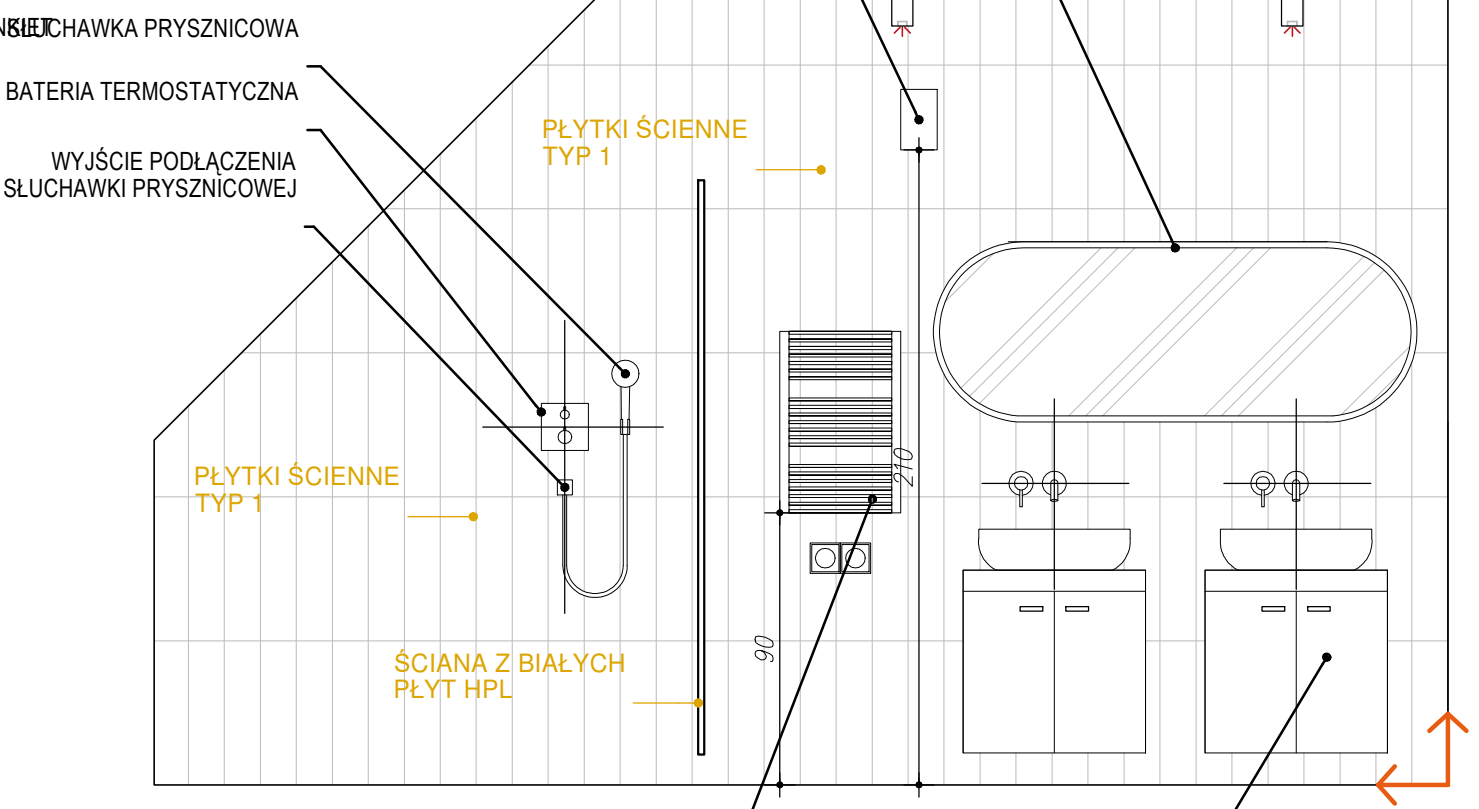 SŁUCHAWKA PRYSZNICOWA
BATERIA TERMOSTATYCZNA
WYJŚCIE PODŁĄCZENIA
SŁUCHAWKI PRYSZNICOWEJ
PŁYTKI ŚCIENNE
TYP 1
PŁYTKI ŚCIENNE
TYP 1
210
90
ŚCIANA Z BIAŁYCH
PŁYT HPL